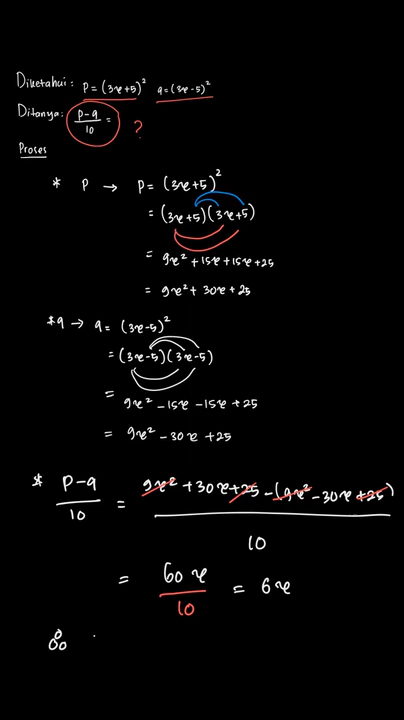 Diketahui : P = (3x+5)² q = (3x-5)²
Ditanya : P-q/10 = ?
Proses
* P → P = (3x+5)²
= (3x+5)(3x+5)
= 9x² + 15x + 15x + 25
= 9x² + 30x + 25
* q → q = (3x-5)²
= (3x-5)(3x-5)
= 9x² - 15x - 15x + 25
= 9x² - 30x + 25
* P-q/10 = 9x² + 30x + 25 - (9x² - 30x + 25)/10
= 60x/10 = 6x